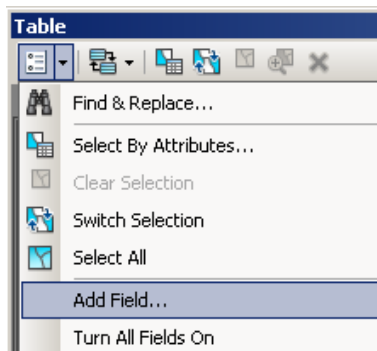 Table
Find & Replace...
Select By Attributes...
Clear Selection
Switch Selection
Select All
Add Field...
Turn All Fields On